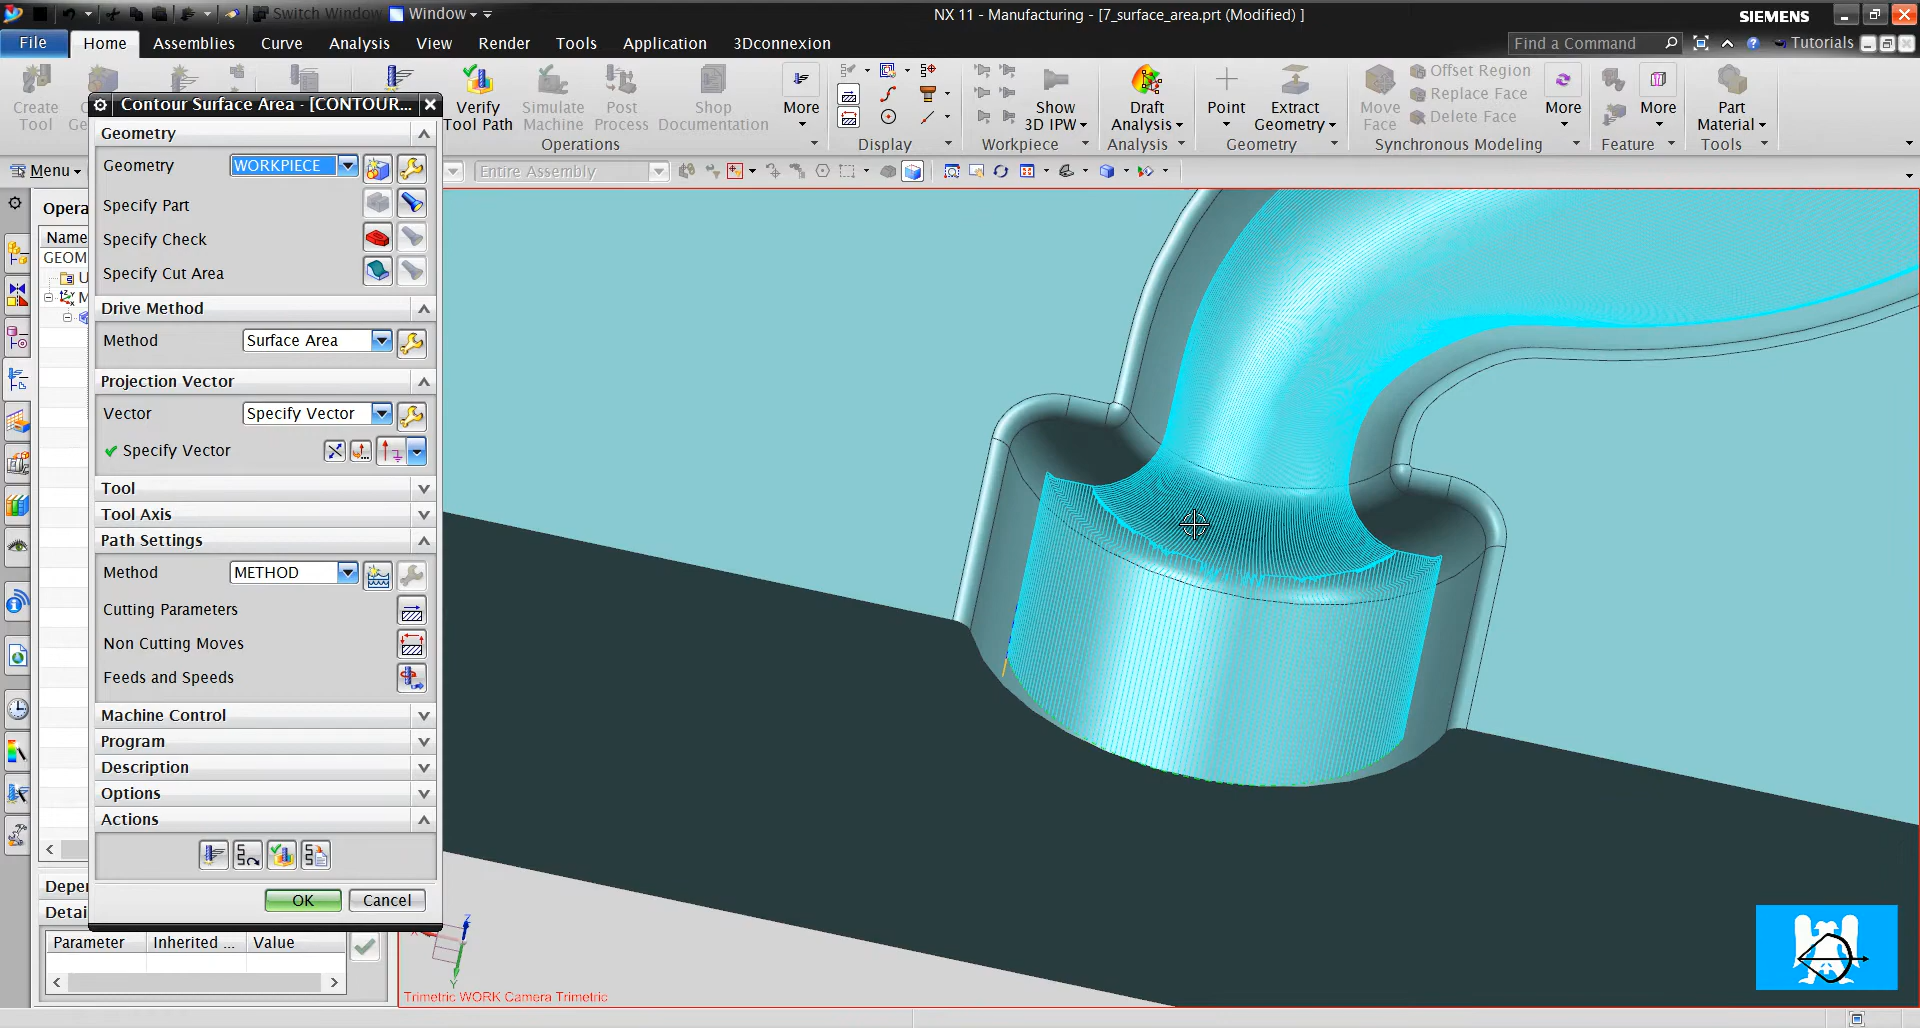 Switch Window
Window
NX 11 - Manufacturing - [7_surface_area.prt (Modified) ]
SIEMENS
File
Home
Assemblies
Curve
Analysis
View
Render
Tools
Application
3Dconnexion
Find a Command
Tutorials
Create
Tool
Verify
Tool Path
Simulate
Machine
Post
Process
Shop
Documentation
More
Operations
Display
Show
3D IPW
Workpiece
Draft
Analysis
Analysis
Point
Extract
Geometry
Geometry
Move
Face
Offset Region
Replace Face
Delete Face
More
Synchronous Modeling
More
Feature
Part
Material
Tools
Menu
Entire Assembly
Contour Surface Area - [CONTOUR...
Geometry
Geometry
WORKPIECE
Specify Part
Specify Check
Specify Cut Area
Drive Method
Method
Surface Area
Projection Vector
Vector
Specify Vector
Specify Vector
Tool
Tool Axis
Path Settings
Method
METHOD
Cutting Parameters
Non Cutting Moves
Feeds and Speeds
Machine Control
Program
Description
Options
Actions
OK
Cancel
Opera
Name
GEOM
U
M
Depe
Detai
Parameter
Inherited ...
Value
Z
X
Y
Trimetric WORK Camera Trimetric